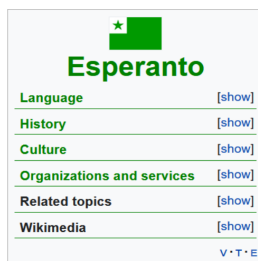 Esperanto
Language [show]
History [show]
Culture [show]
Organizations and services [show]
Related topics [show]
Wikimedia [show]
V · T · E